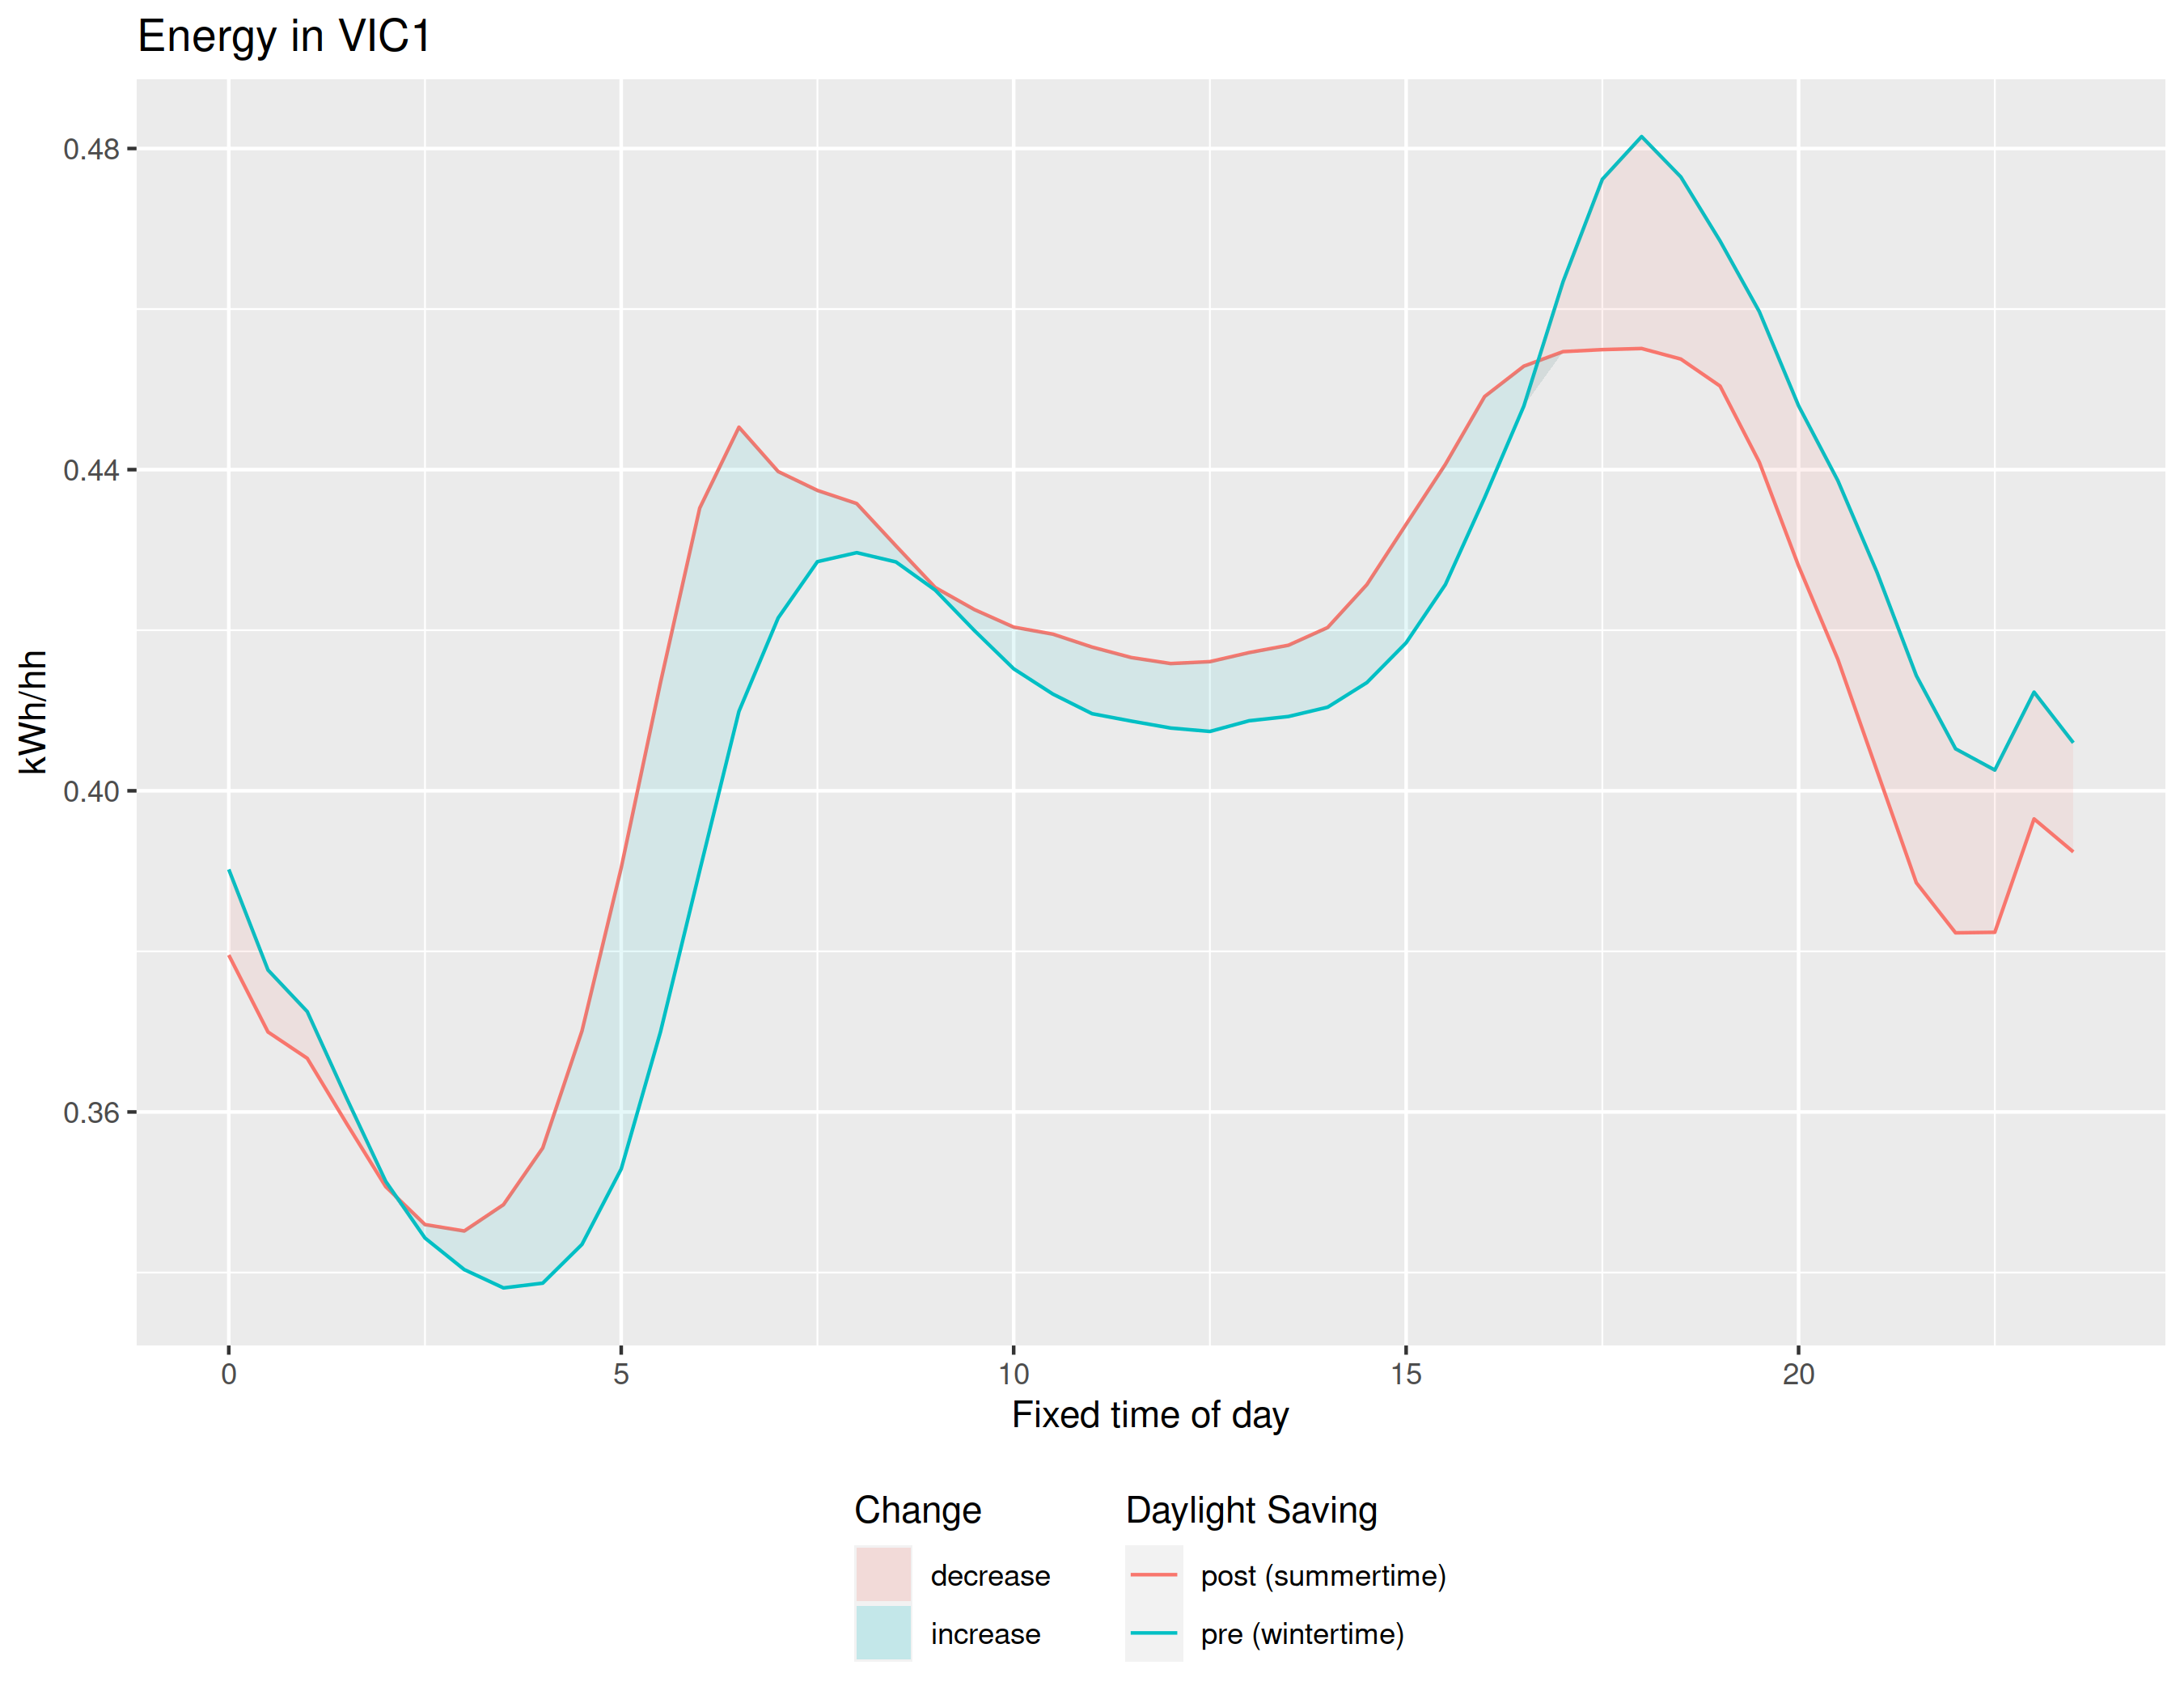 Energy in VIC1
kWh/hh
0.48
0.44
0.40
0.36
0 5 10 15 20
Fixed time of day
Change
decrease
increase
Daylight Saving
post (summertime)
pre (wintertime)